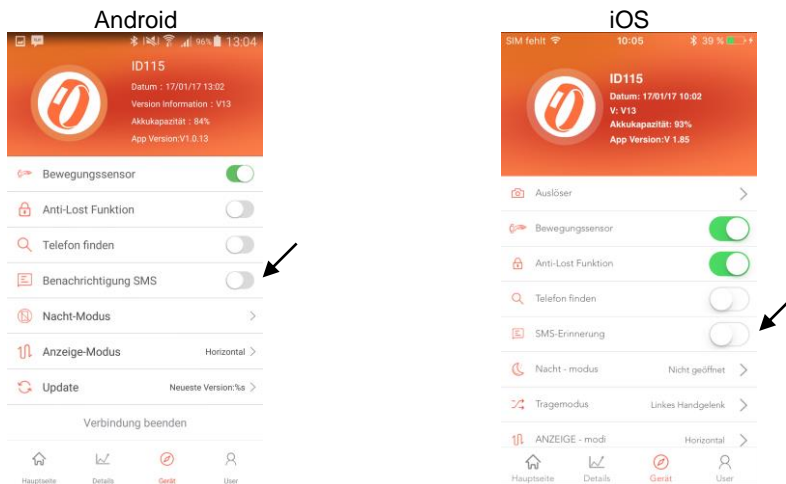 Android
96% 13:04
ID115
Datum : 17/01/17 13:02
Version Information : V13
Akkukapazität : 84%
App Version:V1.0.13
Bewegungssensor
Anti-Lost Funktion
Telefon finden
Benachrichtigung SMS
Nacht-Modus
Anzeige-Modus Horizontal
Update Neueste Version:%s
Verbindung beenden
Hauptseite Details Gerät User
iOS
SIM fehlt 10:05 39 %
ID115
Datum: 17/01/17 10:02
V: V13
Akkukapazität: 93%
App Version:V 1.85
Auslöser
Bewegungssensor
Anti-Lost Funktion
Telefon finden
SMS-Erinnerung
Nacht - modus Nicht geöffnet
Tragemodus Linkes Handgelenk
ANZEIGE - modi Horizontal
Hauptseite Details Gerät User